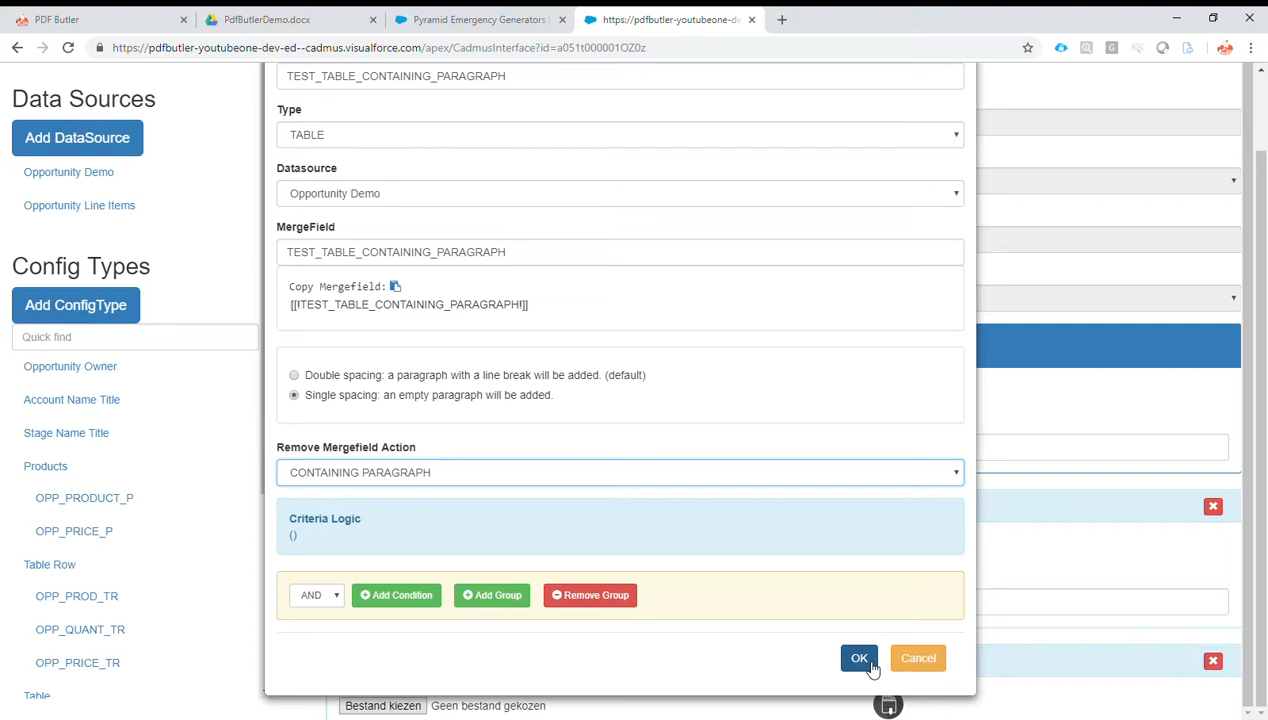 PDF Butler
PdfButlerDemo.docx
Pyramid Emergency Generators |
https://pdfbutler-youtubeone-de
https://pdfbutler-youtubeone-dev-ed--cadmus.visualforce.com/apex/CadmusInterface?id=a051t000001OZ0z
Data Sources
Add DataSource
Opportunity Demo
Opportunity Line Items
Config Types
Add ConfigType
Quick find
Opportunity Owner
Account Name Title
Stage Name Title
Products
OPP_PRODUCT_P
OPP_PRICE_P
Table Row
OPP_PROD_TR
OPP_QUANT_TR
OPP_PRICE_TR
Table
TEST_TABLE_CONTAINING_PARAGRAPH
Type
TABLE
Datasource
Opportunity Demo
MergeField
TEST_TABLE_CONTAINING_PARAGRAPH
Copy Mergefield:
[[!TEST_TABLE_CONTAINING_PARAGRAPH!]]
Double spacing: a paragraph with a line break will be added. (default)
Single spacing: an empty paragraph will be added.
Remove Mergefield Action
CONTAINING PARAGRAPH
Criteria Logic
()
AND
Add Condition
Add Group
Remove Group
OK
Cancel
Bestand kiezen
Geen bestand gekozen